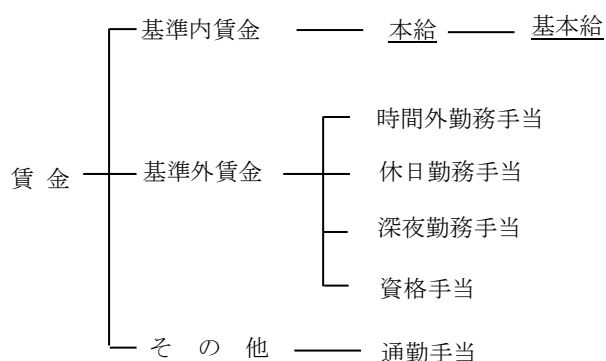 基準内賃金 本給 基本給
時間外勤務手当
賃金 基準外賃金 休日勤務手当
深夜勤務手当
資格手当
その他 通勤手当